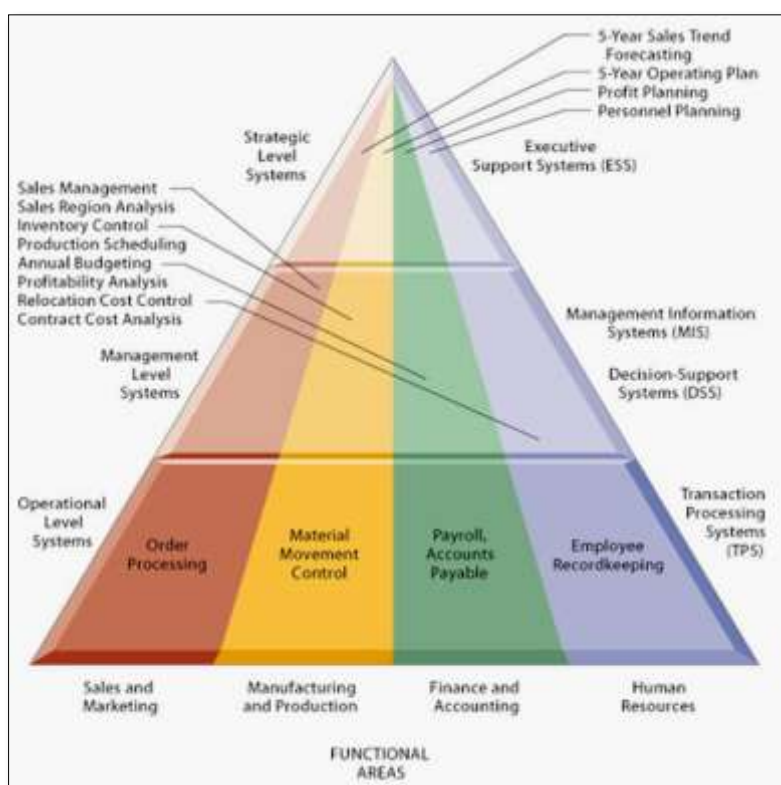 5-Year Sales Trend
Forecasting
5-Year Operating Plan
Profit Planning
Personnel Planning
Strategic
Level
Systems
Executive
Support Systems (ESS)
Sales Management
Sales Region Analysis
Inventory Control
Production Scheduling
Annual Budgeting
Profitability Analysis
Relocation Cost Control
Contract Cost Analysis
Management Information
Systems (MIS)
Management
Level
Systems
Decision-Support
Systems (DSS)
Operational
Level
Systems
Order
Processing
Material
Movement
Control
Payroll,
Accounts
Payable
Employee
Recordkeeping
Transaction
Processing
Systems
(TPS)
Sales and
Marketing
Manufacturing
and Production
Finance and
Accounting
Human
Resources
FUNCTIONAL
AREAS